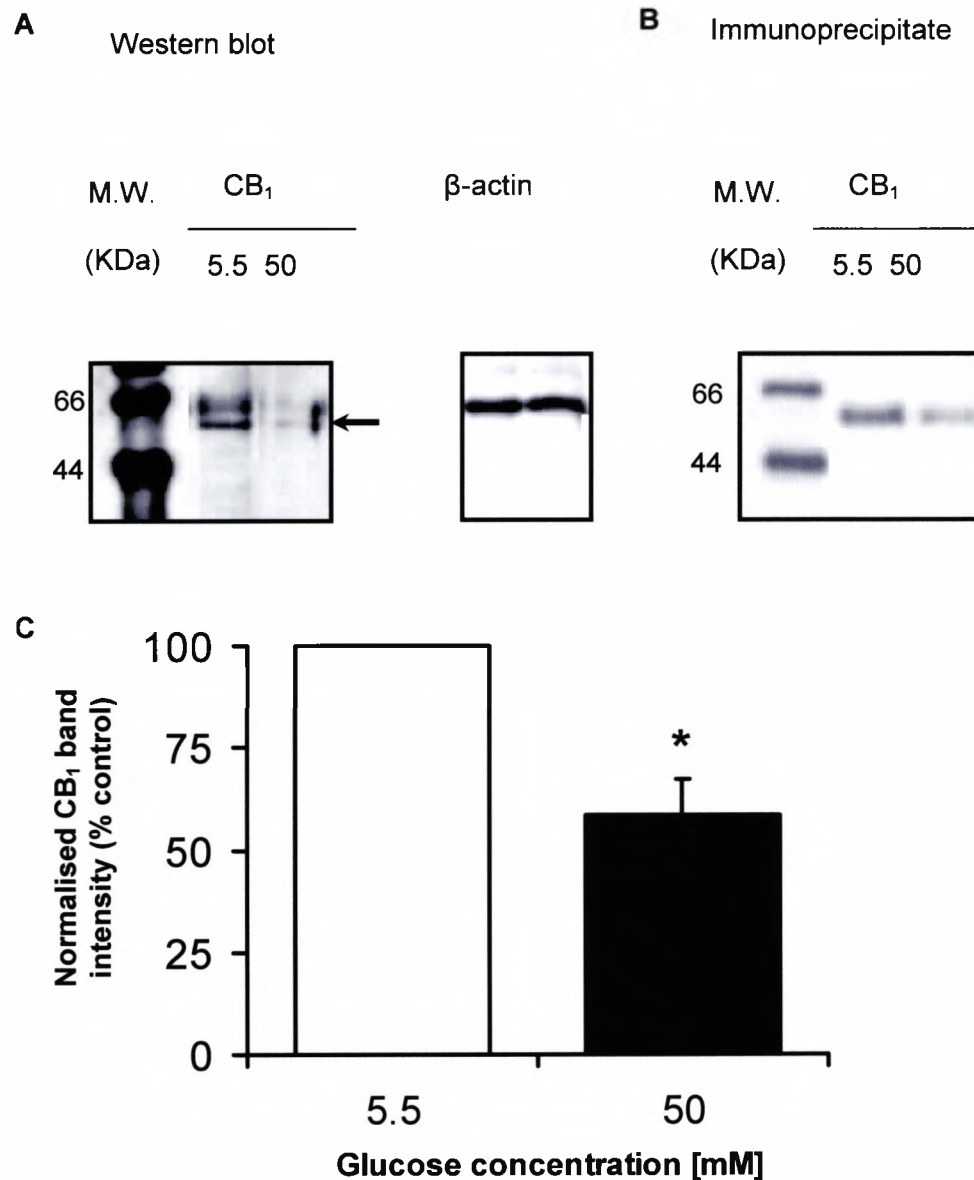 A
Western blot
M.W. CB₁
(KDa) 5.5 50
66
44
β-actin
B
Immunoprecipitate
M.W. CB₁
(KDa) 5.5 50
66
44
C
Normalised CB₁ band
intensity (% control)
100
75
50
25
0
*
5.5 50
Glucose concentration [mM]